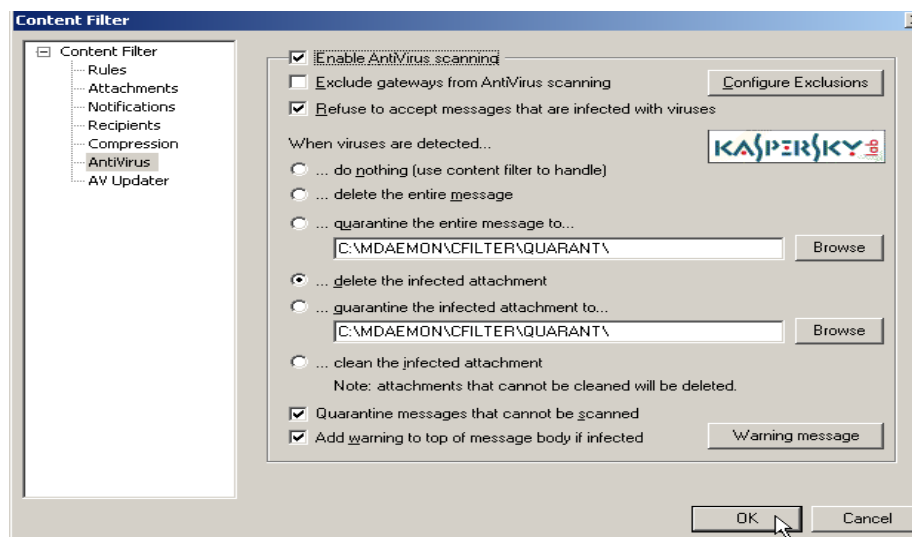 Content Filter
Content Filter
Rules
Attachments
Notifications
Recipients
Compression
AntiVirus
AV Updater
Enable AntiVirus scanning
Exclude gateways from AntiVirus scanning
Configure Exclusions
Refuse to accept messages that are infected with viruses
When viruses are detected...
KASPERSKY lab
... do nothing (use content filter to handle)
... delete the entire message
... quarantine the entire message to...
C:\MDAEMON\CFILTER\QUARANT\
Browse
... delete the infected attachment
... quarantine the infected attachment to...
C:\MDAEMON\CFILTER\QUARANT\
Browse
... clean the infected attachment
Note: attachments that cannot be cleaned will be deleted.
Quarantine messages that cannot be scanned
Add warning to top of message body if infected
Warning message
OK
Cancel